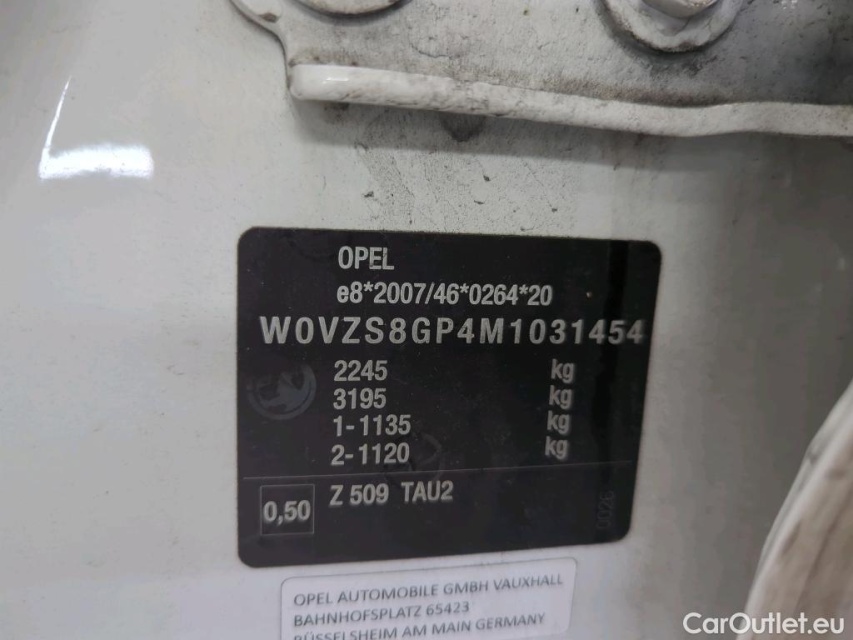 OPEL
e8*2007/46*0264*20
W0VZS8GP4M1031454
2245 kg
3195 kg
1-1135 kg
2-1120 kg
0,50 Z 509 TAU2
OPEL AUTOMOBILE GMBH VAUXHALL
BAHNHOFSPLATZ 65423
RÜSSELSHEIM AM MAIN GERMANY
CarOutlet.eu